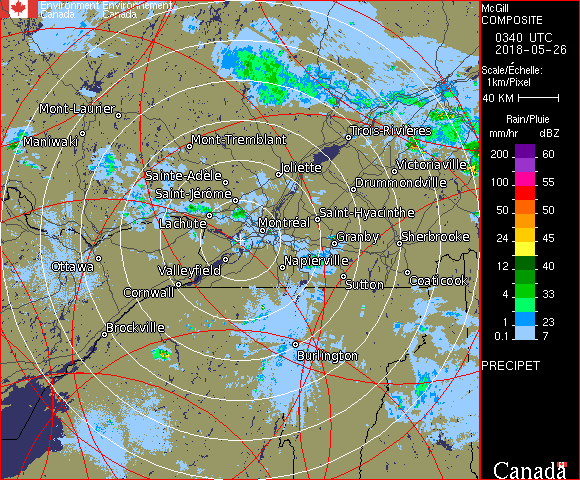 Environment Environnement
Canada Canada
McGill
COMPOSITE
0340 UTC
2018-05-26
Scale/Échelle:
1km/Pixel
40 KM
Rain/Pluie
mm/hr dBZ
200 60
150 57
100 55
50 50
24 45
12 40
4 33
1 23
0.1 7
PRECIPET
Canada
Mont-Laurier
Maniwaki
Mont-Tremblant
Trois-Rivières
Sainte-Adèle
Joliette
Victoriaville
Saint-Jérôme
Drummondville
Lachute
Montréal
Saint-Hyacinthe
Granby
Sherbrooke
Ottawa
Valleyfield
Napierville
Cornwall
Sutton
Coaticook
Brockville
Burlington